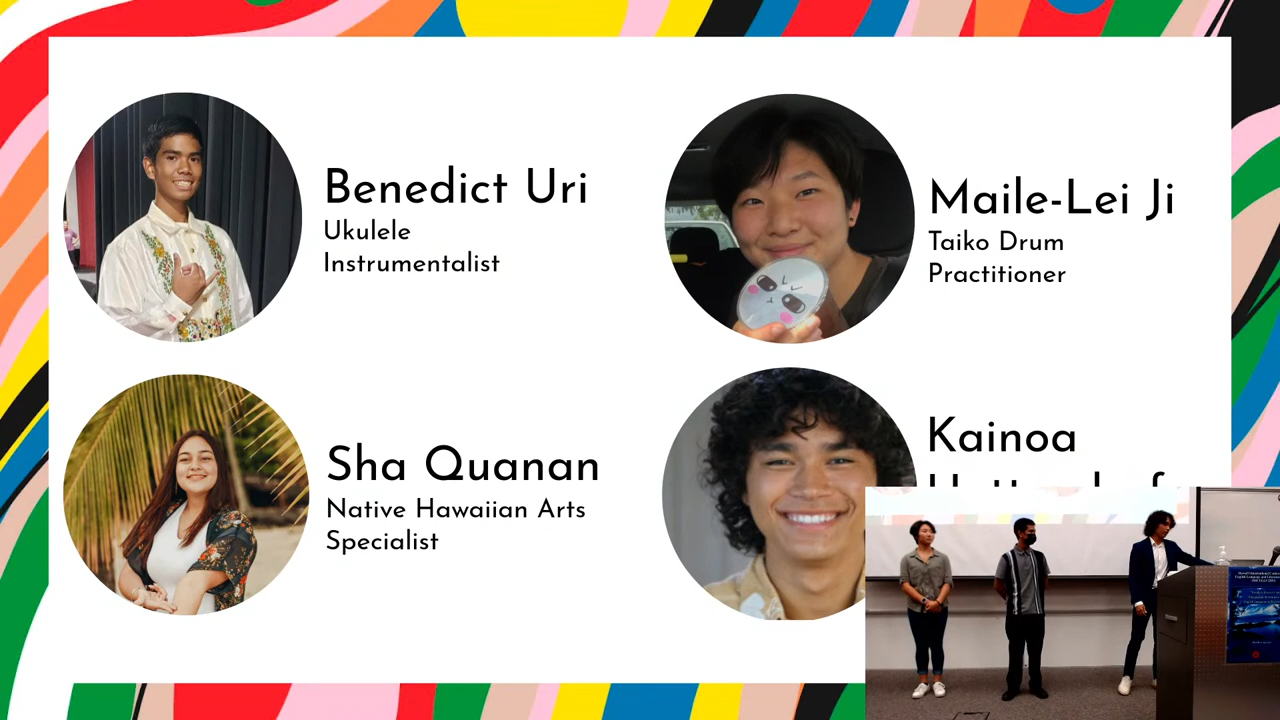 Benedict Uri
Ukulele
Instrumentalist
Maile-Lei Ji
Taiko Drum
Practitioner
Sha Quanan
Native Hawaiian Arts
Specialist
Kainoa